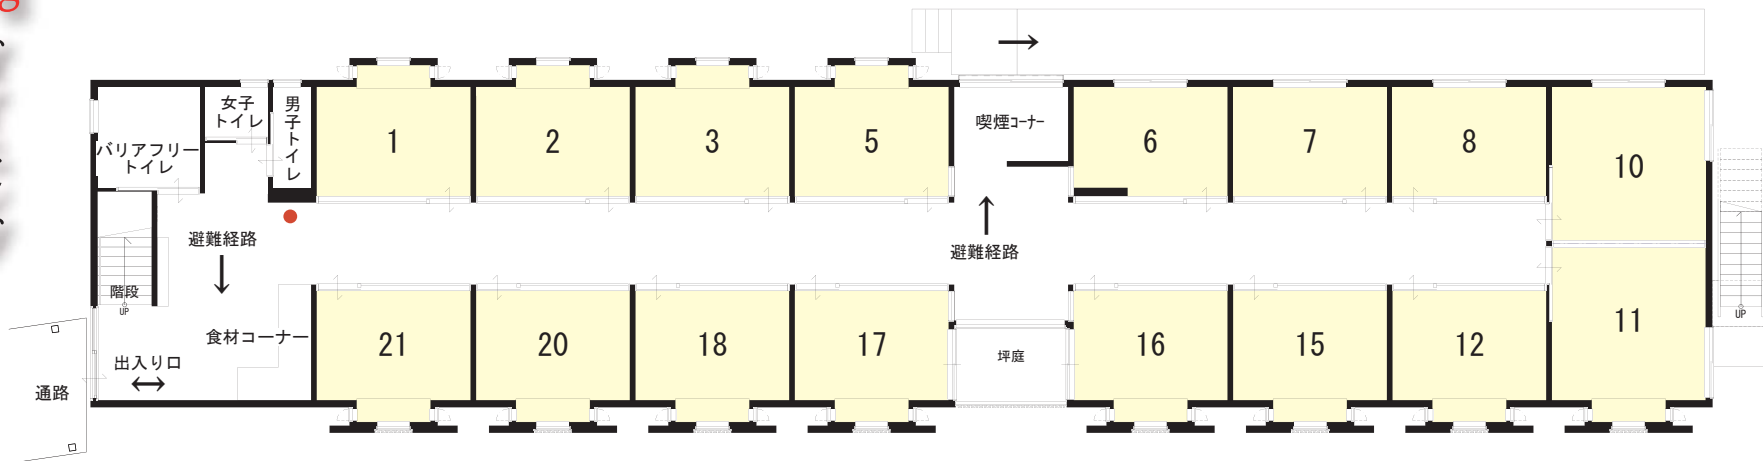 女子
トイレ
男子トイレ
バリアフリー
トイレ
1
2
3
5
喫煙コーナー
6
7
8
10
避難経路
避難経路
階段
UP
食材コーナー
出入り口
通路
21
20
18
17
坪庭
16
15
12
11
UP